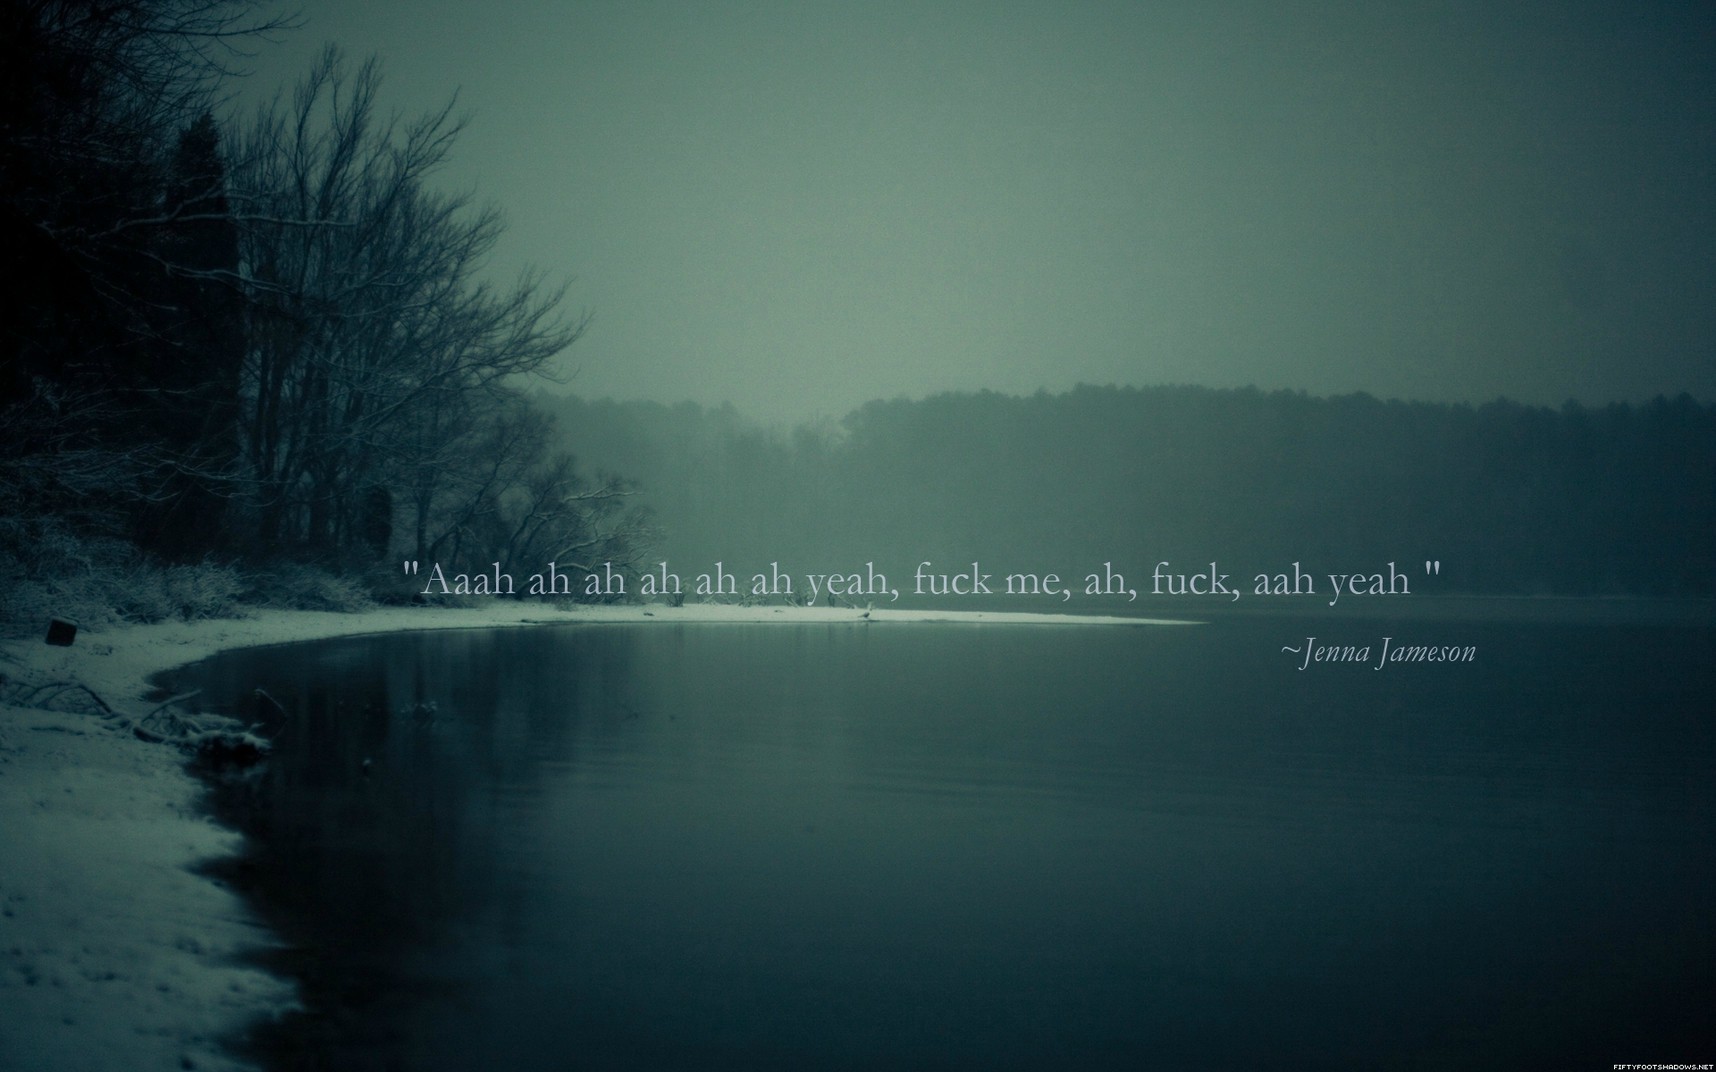 "Aaah ah ah ah ah ah yeah, fuck me, ah, fuck, aah yeah "
~Jenna Jameson
FIFTYFOOTSHADOWS.NET